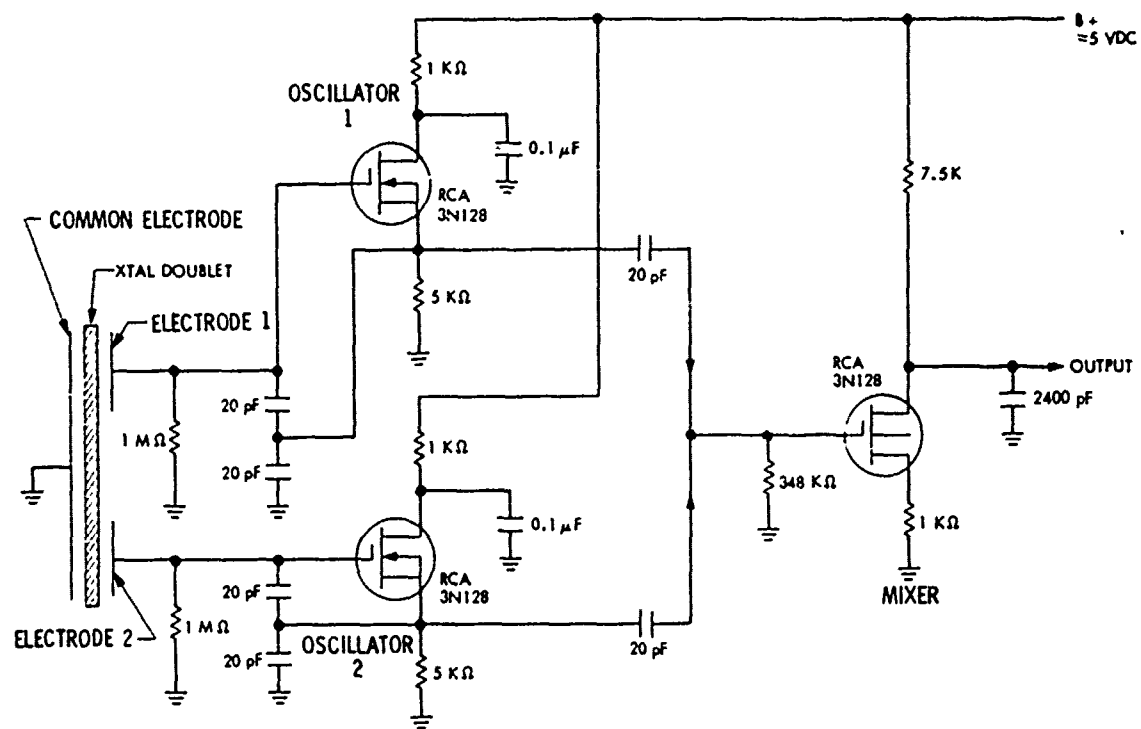 B +
=5 VDC
1 KΩ
OSCILLATOR
1
0.1 µF
RCA
3N128
7.5K
COMMON ELECTRODE
XTAL DOUBLET
ELECTRODE 1
20 pF
5 KΩ
20 pF
1 MΩ
20 pF
1 KΩ
0.1 µF
RCA
3N128
OUTPUT
2400 pF
348 KΩ
1 KΩ
MIXER
RCA
3N128
20 pF
ELECTRODE 2
1 MΩ
20 pF
OSCILLATOR
2
5 KΩ
20 pF